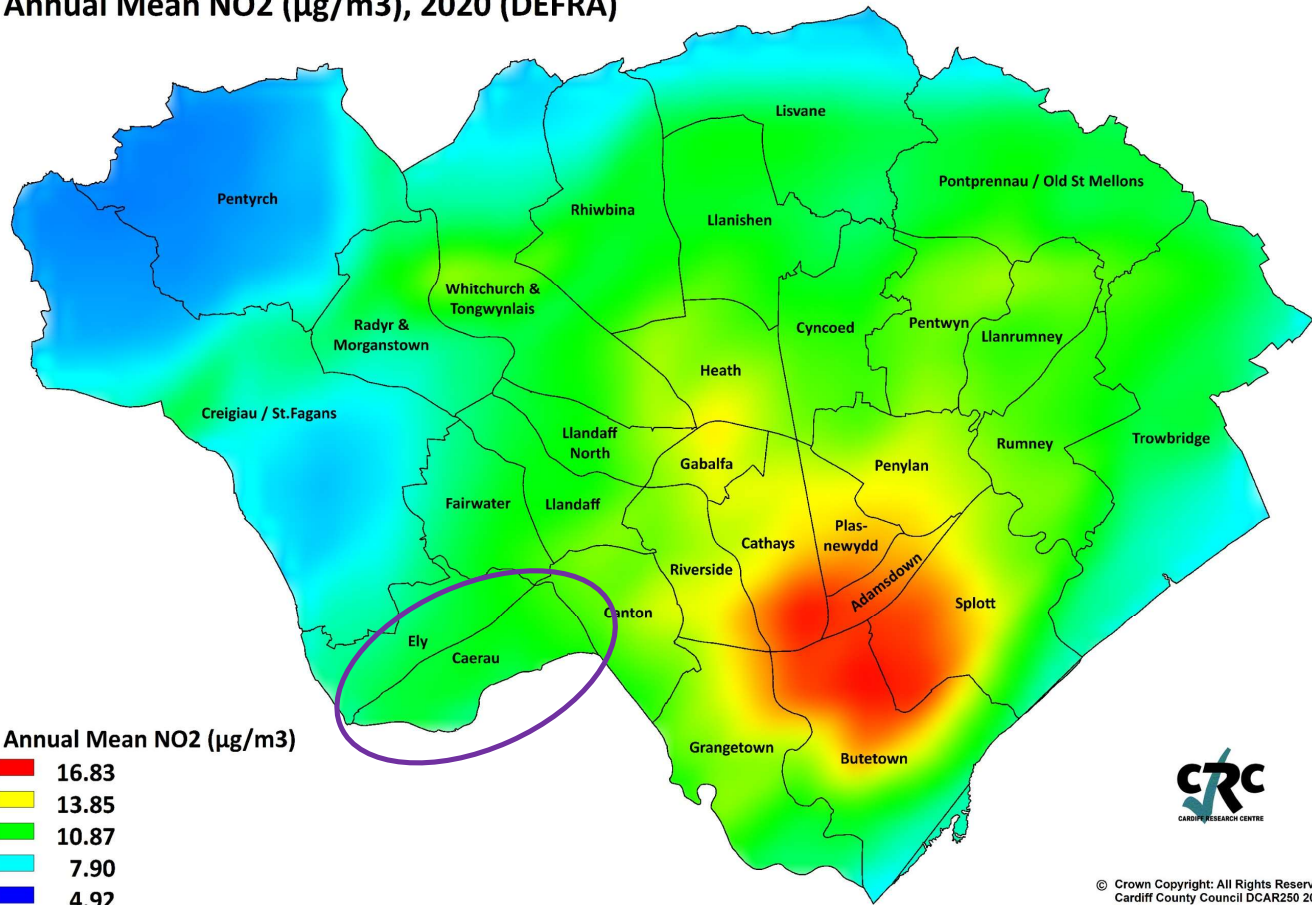 Annual Mean NO2 (µg/m3), 2020 (DEFRA)
Lisvane
Pentyrch
Pontprennau / Old St Mellons
Rhiwbina
Llanishen
Whitchurch &
Tongwynlais
Radyr &
Morganstown
Cyncoed
Pentwyn
Llanrumney
Heath
Creigiau / St.Fagans
Llandaff
North
Gabalfa
Penylan
Rumney
Trowbridge
Fairwater
Llandaff
Cathays
Plas-
newydd
Riverside
Adamsdown
Splott
Canton
Ely
Caerau
Grangetown
Butetown
Annual Mean NO2 (µg/m3)
16.83
13.85
10.87
7.90
4.92
CRC
CARDIFF RESEARCH CENTRE
© Crown Copyright: All Rights Reserv
Cardiff County Council DCAR250 20